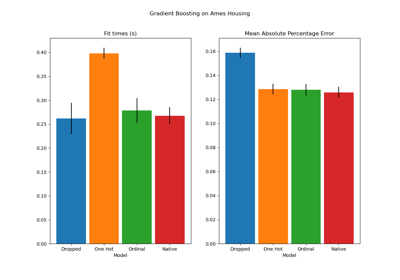 Gradient Boosting on Ames Housing
Fit times (s)
0.40
0.35
0.30
0.25
0.20
0.15
0.10
0.05
0.00
Dropped One Hot Ordinal Native
Model
Mean Absolute Percentage Error
0.16
0.14
0.12
0.10
0.08
0.06
0.04
0.02
0.00
Dropped One Hot Ordinal Native
Model